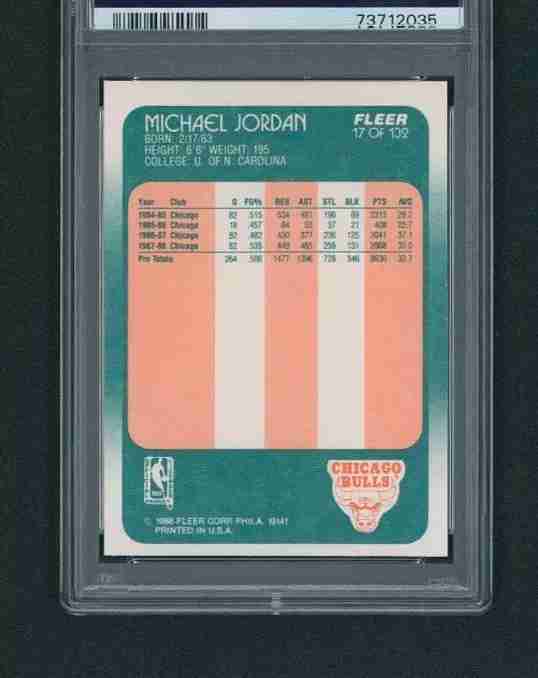 73712035
MICHAEL JORDAN
FLEER
17 OF 132
BORN: 2/17/63
HEIGHT: 6'6" WEIGHT: 195
COLLEGE: U. OF N. CAROLINA
Year Club G FG% REB AST STL BLK PTS AVG
1984-85 Chicago 82 .515 534 481 196 69 2313 28.2
1985-86 Chicago 18 .457 64 53 37 21 408 22.7
1986-87 Chicago 82 .482 430 377 236 125 3041 37.1
1987-88 Chicago 82 .535 449 485 259 131 2868 35.0
Pro Totals 264 1477 1396 728 346 8630 32.7
CHICAGO
BULLS
© 1988 FLEER CORP. PHILA. 19141
PRINTED IN U.S.A.